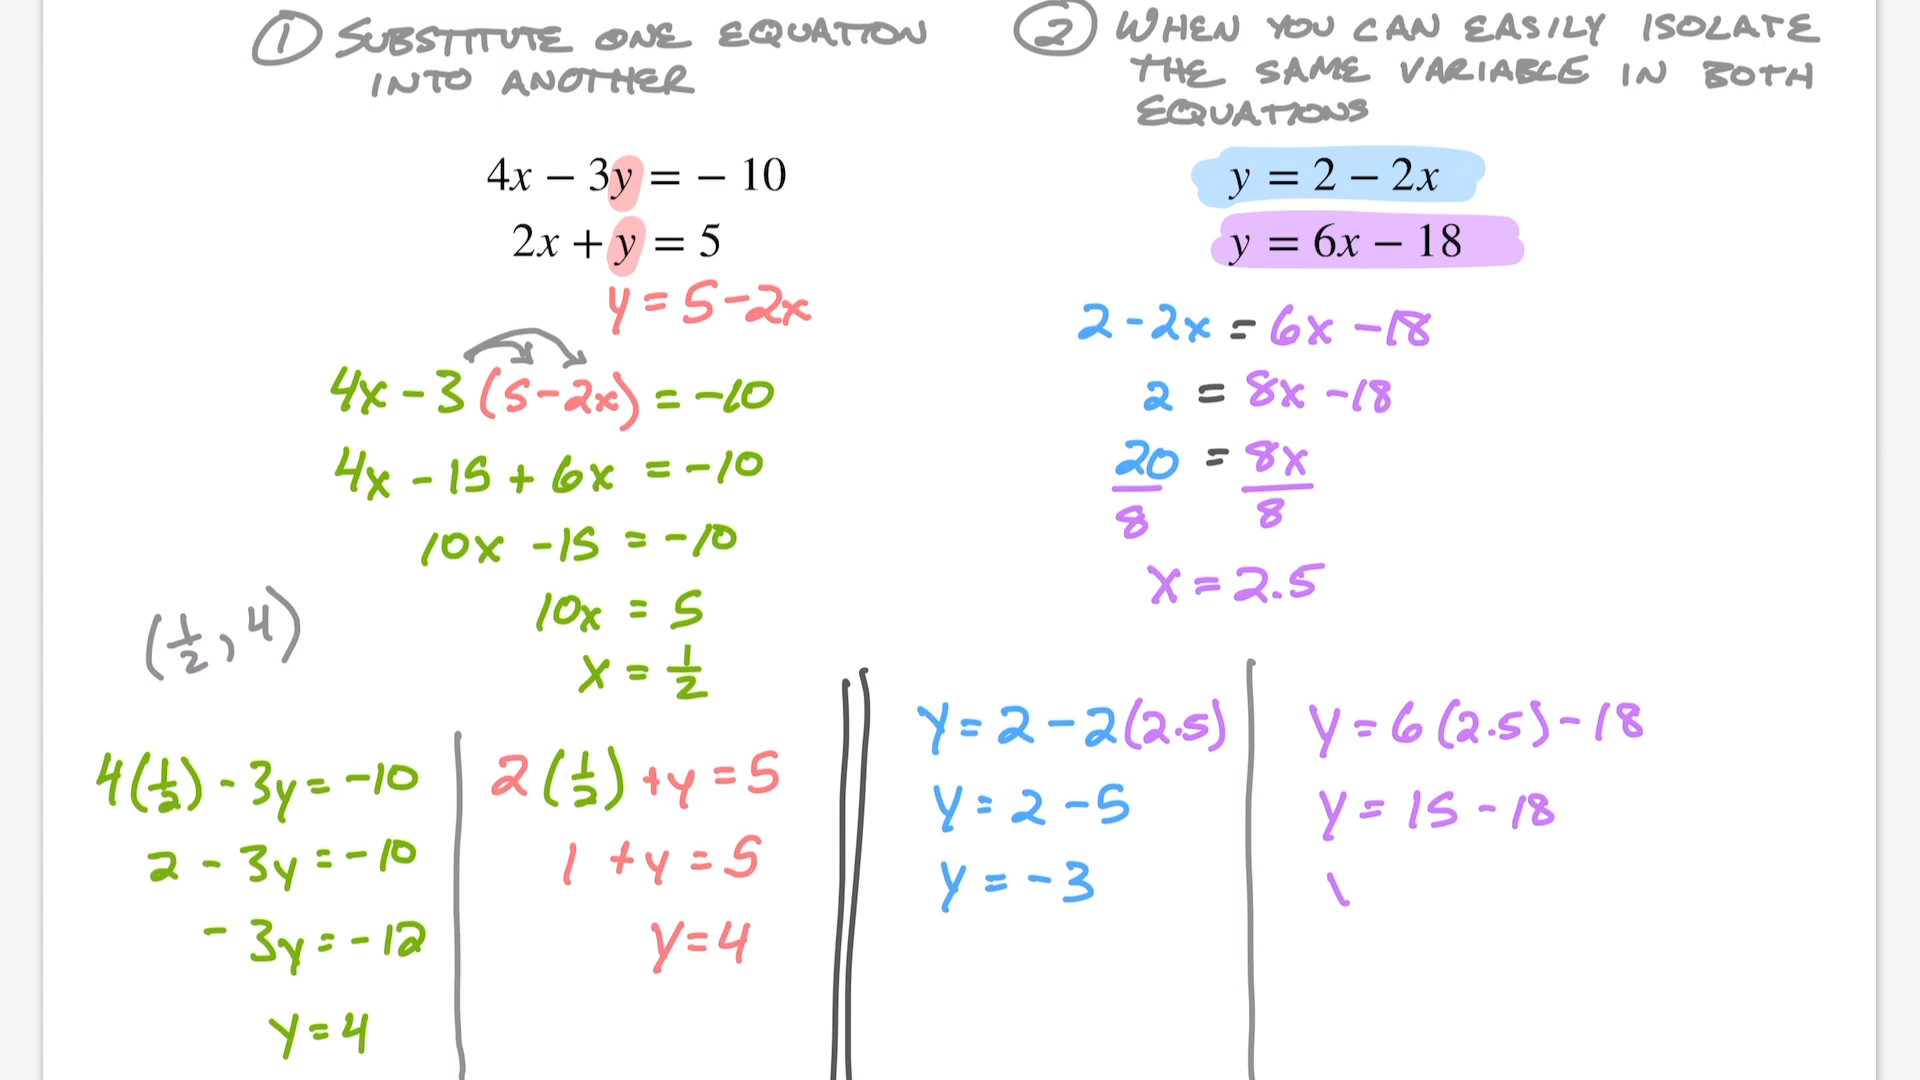 ① SUBSTITUTE ONE EQUATION
INTO ANOTHER
4x − 3y = − 10
2x + y = 5
y = 5 - 2x
4x - 3(5 - 2x) = -10
4x - 15 + 6x = -10
10x - 15 = -10
10x = 5
x = 1/2
(1/2, 4)
4(1/2) - 3y = -10
2 - 3y = -10
- 3y = -12
y = 4
2(1/2) + y = 5
1 + y = 5
y = 4
② WHEN YOU CAN EASILY ISOLATE
THE SAME VARIABLE IN BOTH
EQUATIONS
y = 2 − 2x
y = 6x − 18
2 - 2x = 6x - 18
2 = 8x - 18
20 = 8x
8 8
x = 2.5
y = 2 - 2(2.5)
y = 2 - 5
y = -3
y = 6(2.5) - 18
y = 15 - 18